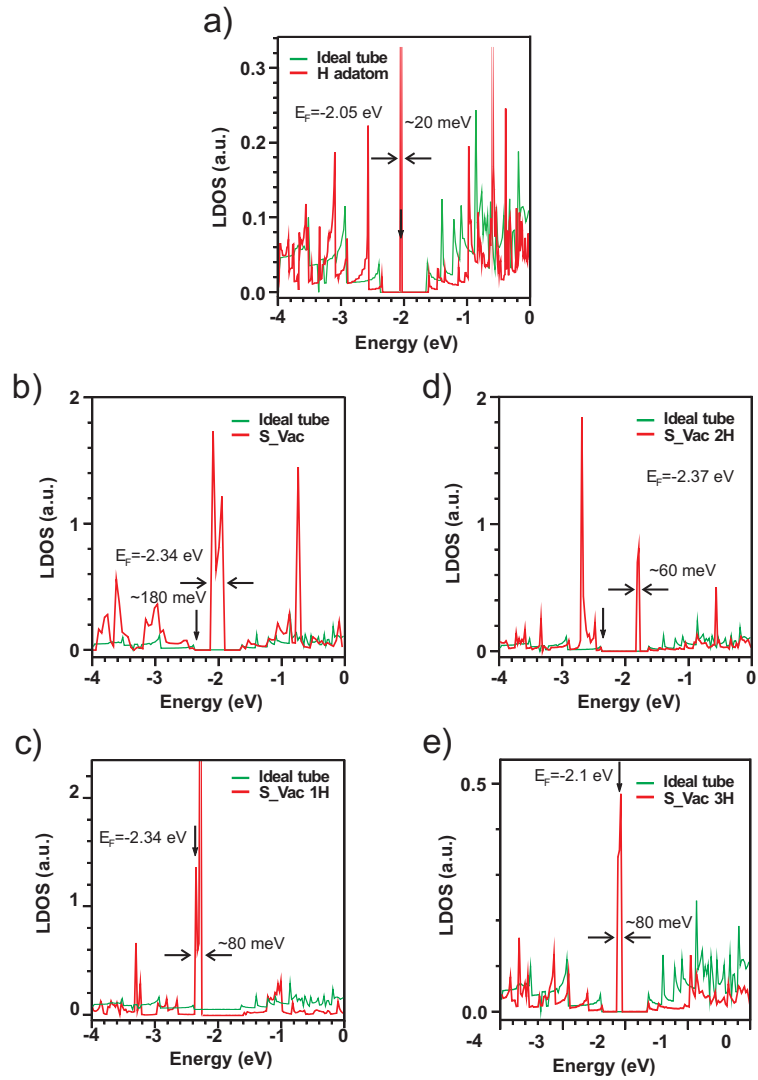 a)
Ideal tube
H adatom
E_F=-2.05 eV
~20 meV
0.3
0.2
0.1
0.0
LDOS (a.u.)
-4 -3 -2 -1 0
Energy (eV)
b)
Ideal tube
S_Vac
E_F=-2.34 eV
~180 meV
2
1
0
LDOS (a.u.)
-4 -3 -2 -1 0
Energy (eV)
d)
Ideal tube
S_Vac 2H
E_F=-2.37 eV
~60 meV
2
1
0
LDOS (a.u.)
-4 -3 -2 -1 0
Energy (eV)
c)
Ideal tube
S_Vac 1H
E_F=-2.34 eV
~80 meV
2
1
0
LDOS (a.u.)
-4 -3 -2 -1 0
Energy (eV)
e)
E_F=-2.1 eV
Ideal tube
S_Vac 3H
~80 meV
0.5
0.0
LDOS (a.u.)
-4 -3 -2 -1 0
Energy (eV)